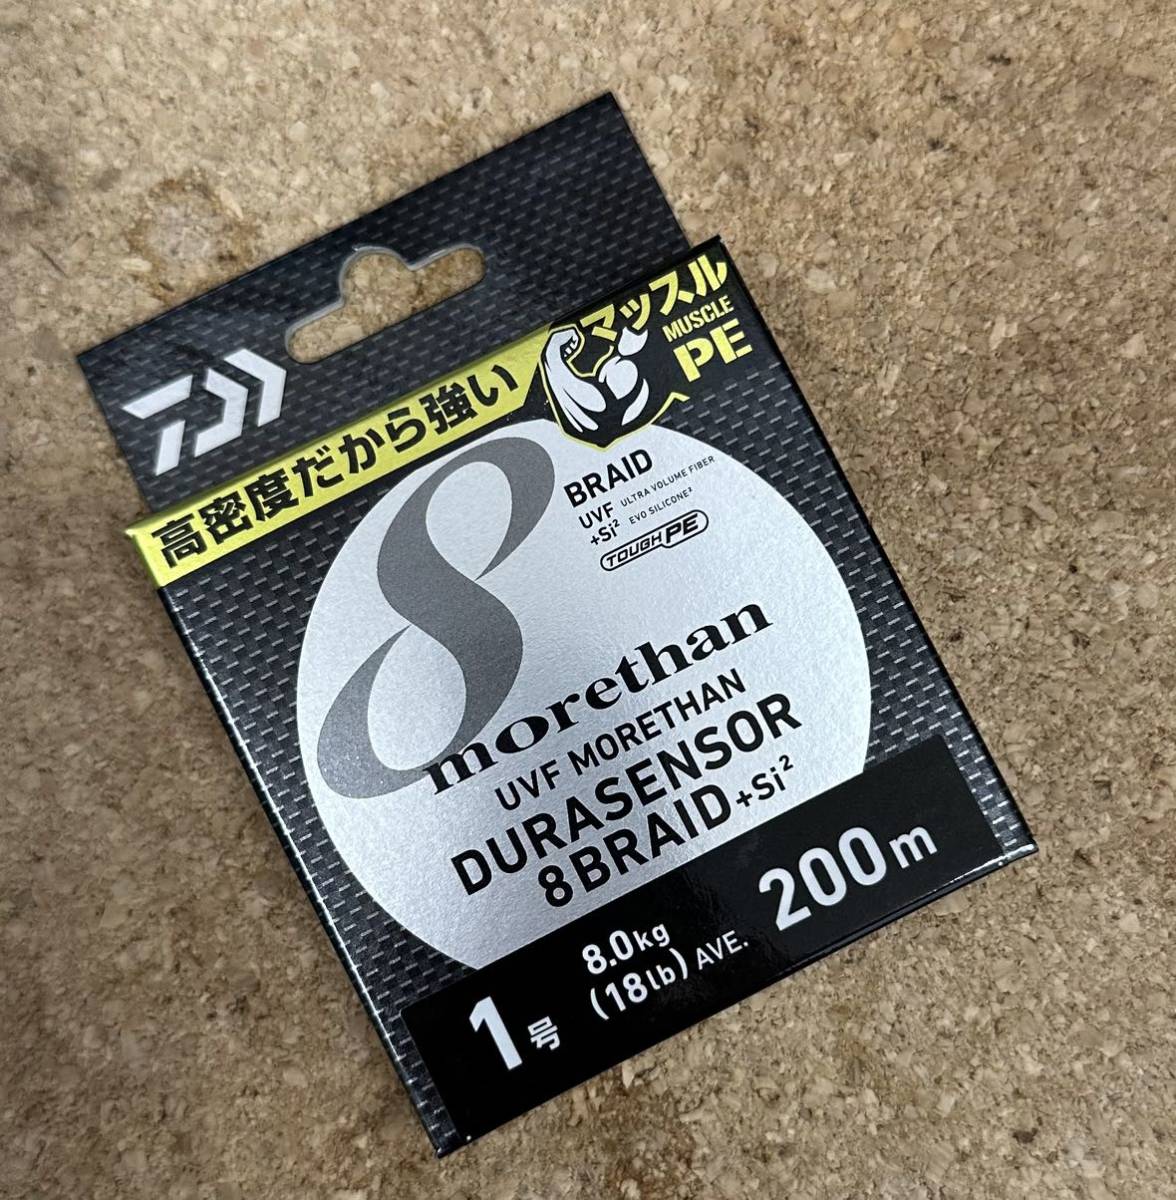 マッスル
MUSCLE
PE
高密度だから強い
8
BRAID
UVF ULTRA VOLUME FIBER
+Si² EVO SILICONE²
TOUGH PE
morethan
UVF MORETHAN
DURASENSOR
8BRAID+Si²
1号 8.0kg (18lb) AVE. 200m